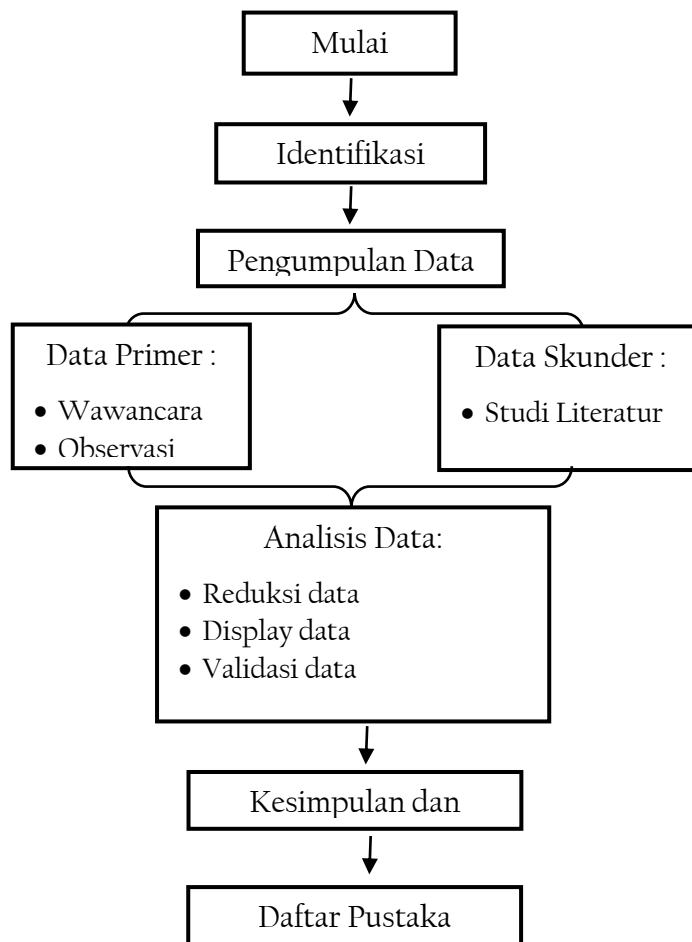 Mulai
Identifikasi
Pengumpulan Data
Data Primer :
• Wawancara
• Observasi
Data Skunder :
• Studi Literatur
Analisis Data:
• Reduksi data
• Display data
• Validasi data
Kesimpulan dan
Daftar Pustaka